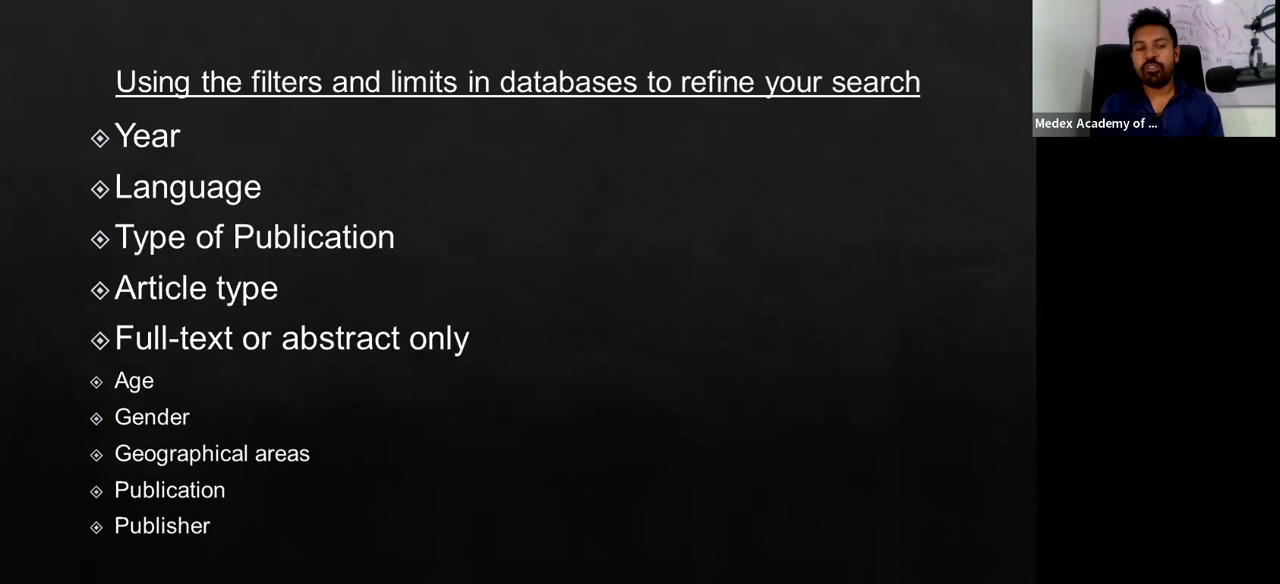 Using the filters and limits in databases to refine your search
Year
Language
Type of Publication
Article type
Full-text or abstract only
Age
Gender
Geographical areas
Publication
Publisher
Medex Academy of ...